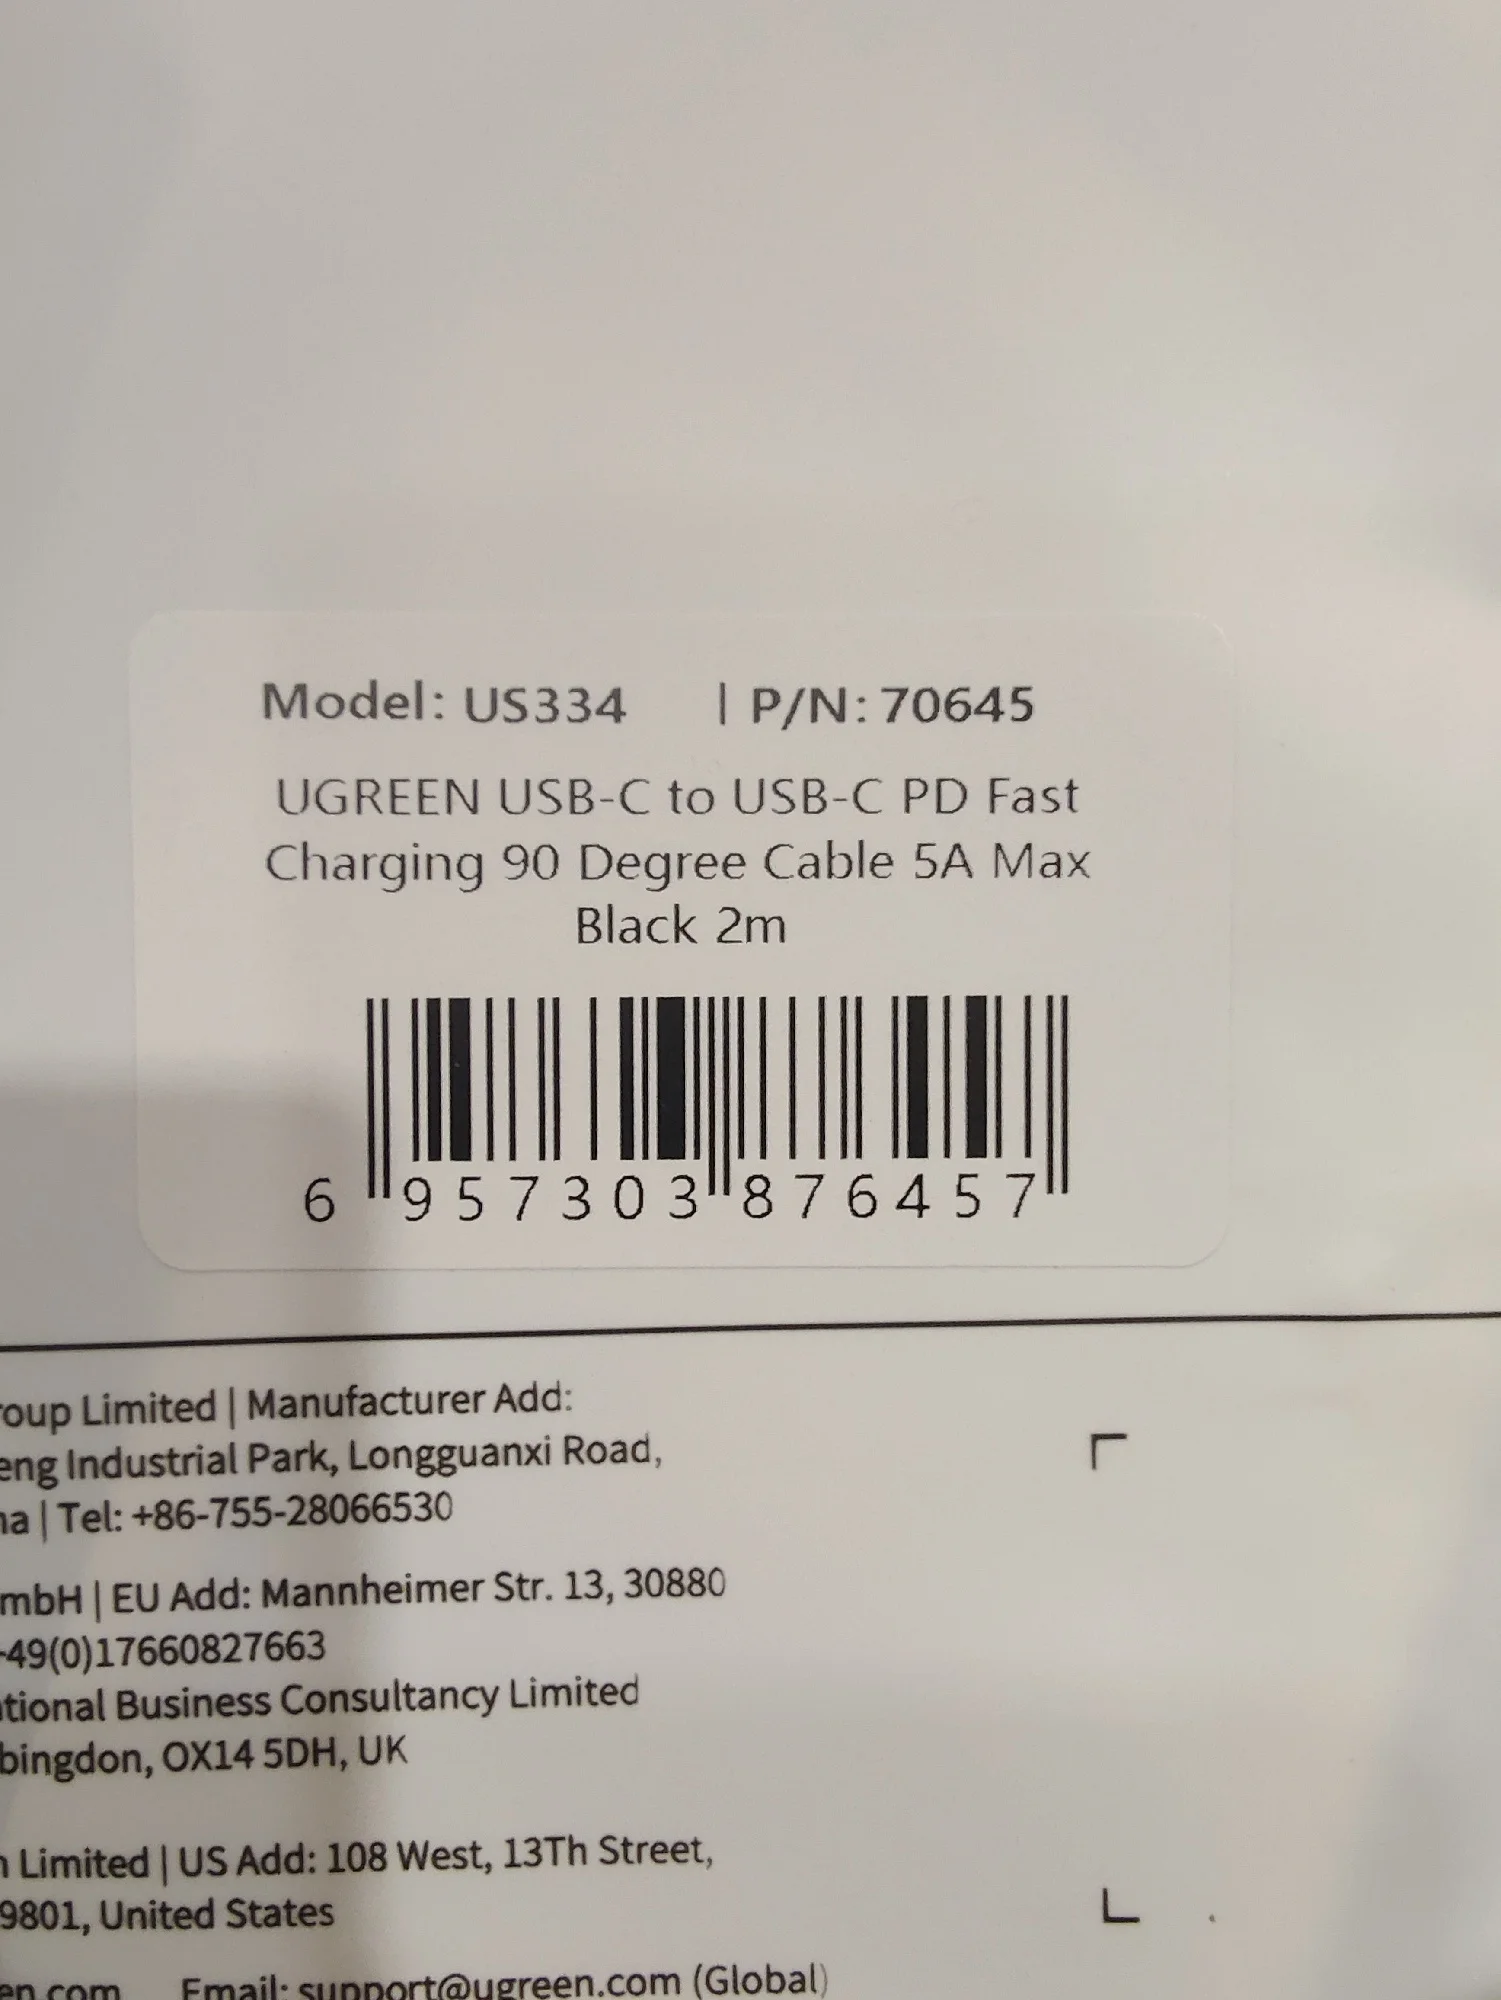 Model: US334 | P/N: 70645
UGREEN USB-C to USB-C PD Fast
Charging 90 Degree Cable 5A Max
Black 2m
6 957303 876457
roup Limited | Manufacturer Add:
eng Industrial Park, Longguanxi Road,
na | Tel: +86-755-28066530
mbH | EU Add: Mannheimer Str. 13, 30880
-49(0)17660827663
tional Business Consultancy Limited
bingdon, OX14 5DH, UK
Limited | US Add: 108 West, 13Th Street,
9801, United States
en.com Email: support@ugreen.com (Global)